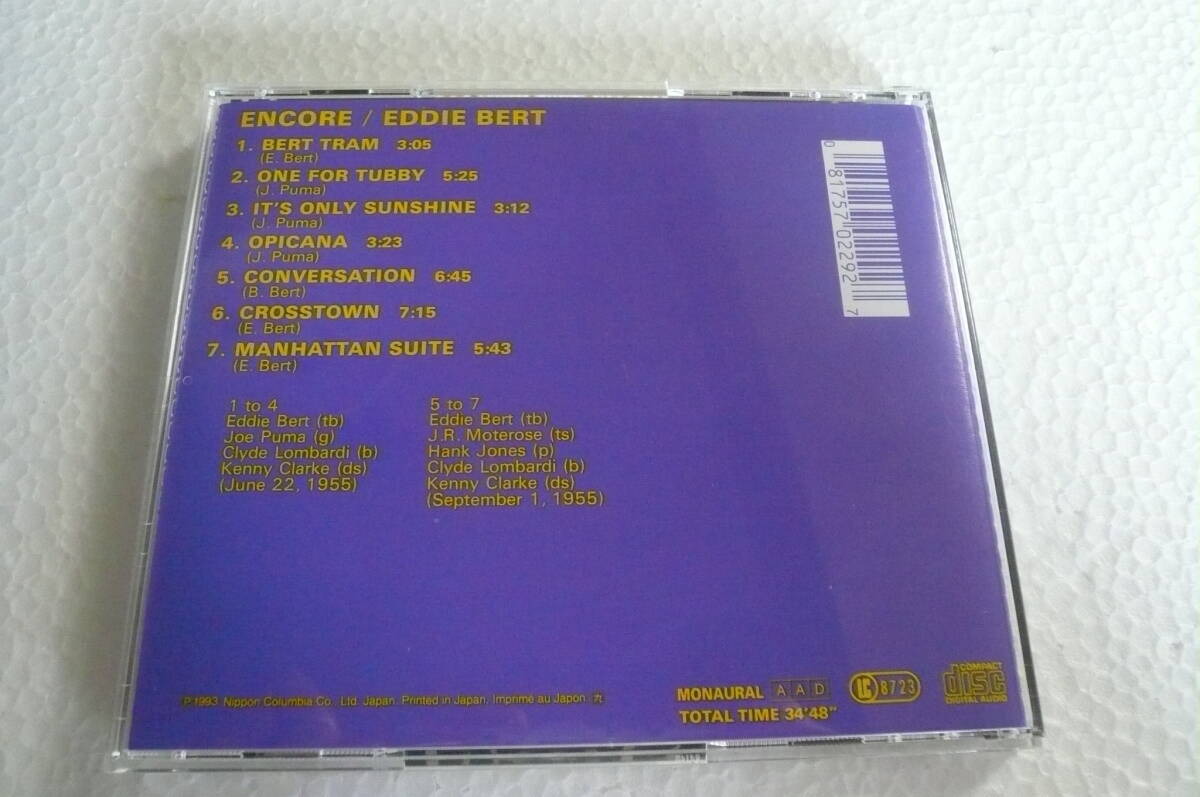 ENCORE / EDDIE BERT
1. BERT TRAM 3:05
(E. Bert)
2. ONE FOR TUBBY 5:25
(J. Puma)
3. IT'S ONLY SUNSHINE 3:12
(J. Puma)
4. OPICANA 3:23
(J. Puma)
5. CONVERSATION 6:45
(B. Bert)
6. CROSSTOWN 7:15
(E. Bert)
7. MANHATTAN SUITE 5:43
(E. Bert)
1 to 4
Eddie Bert (tb)
Joe Puma (g)
Clyde Lombardi (b)
Kenny Clarke (ds)
(June 22, 1955)
5 to 7
Eddie Bert (tb)
J.R. Moterose (ts)
Hank Jones (p)
Clyde Lombardi (b)
Kenny Clarke (ds)
(September 1, 1955)
0 81757 02292 7
℗1993 Nippon Columbia Co., Ltd. Japan. Printed in Japan, Imprimé au Japon 九
MONAURAL AAD
TOTAL TIME 34'48"
LC 8723
COMPACT
disc
DIGITAL AUDIO